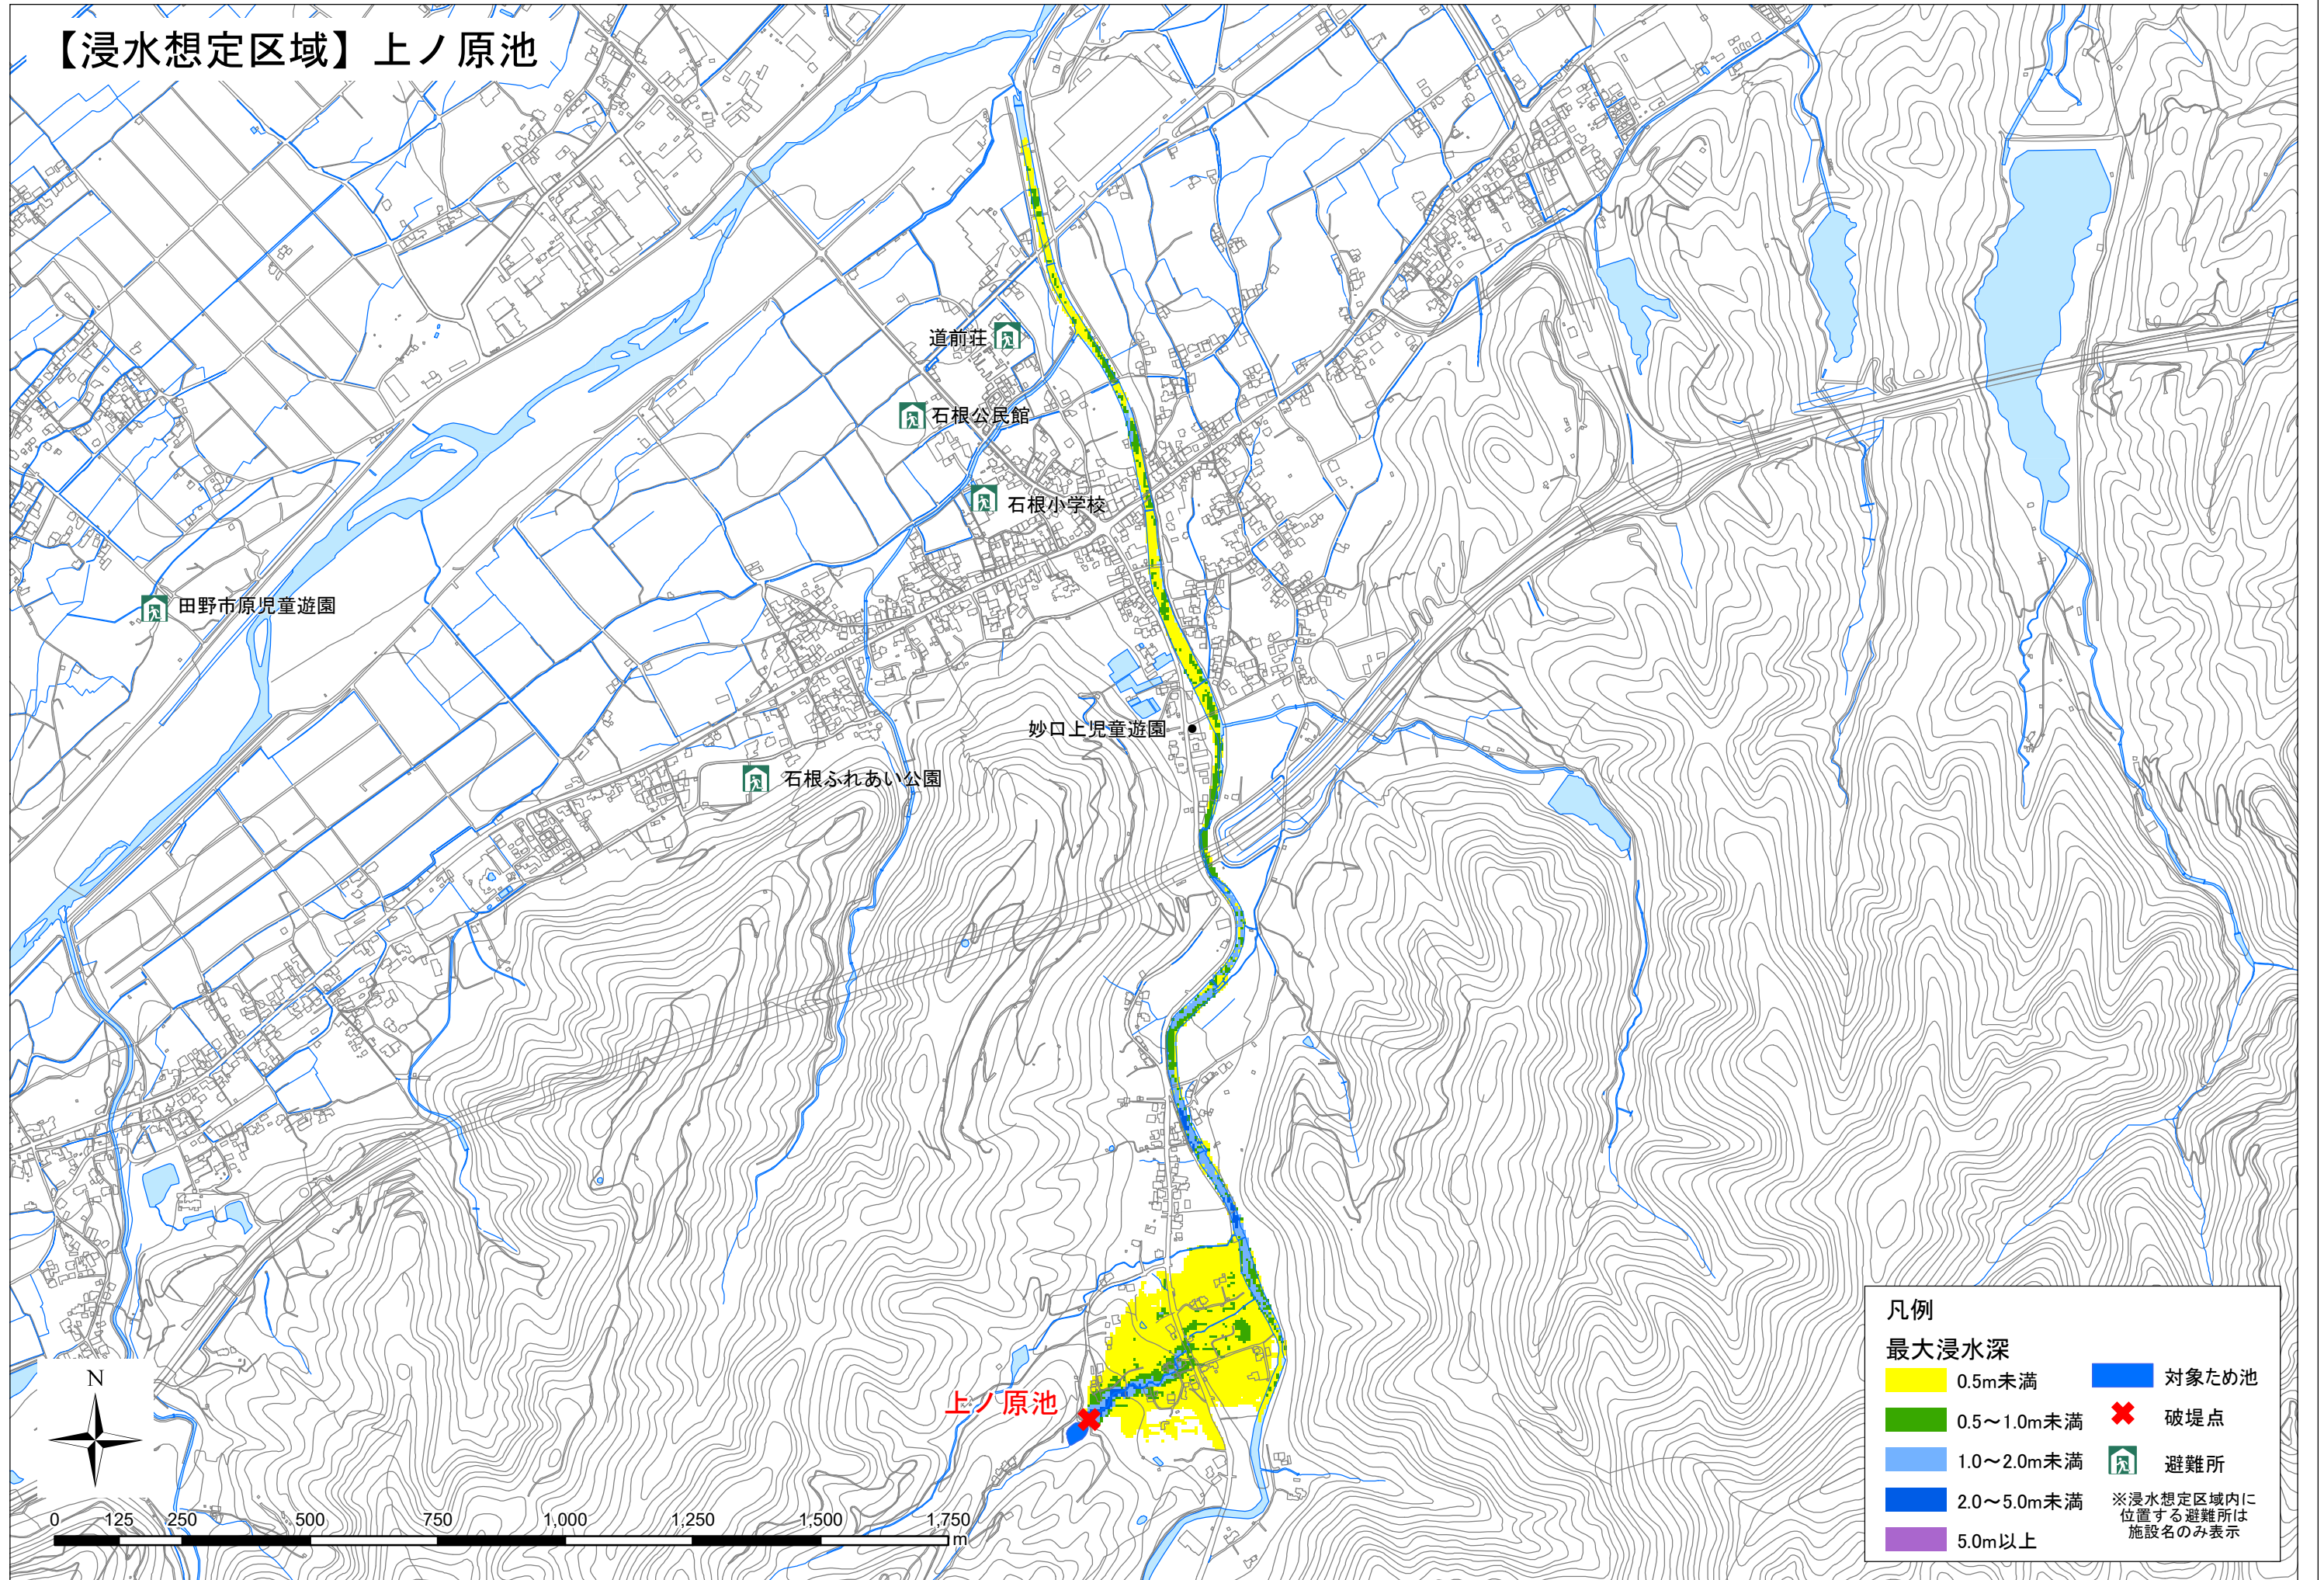 【浸水想定区域】上ノ原池
道前荘
石根公民館
石根小学校
田野市原児童遊園
妙口上児童遊園
石根ふれあい公園
上ノ原池
N
0 125 250 500 750 1,000 1,250 1,500 1,750
m
凡例
最大浸水深
0.5m未満
0.5～1.0m未満
1.0～2.0m未満
2.0～5.0m未満
5.0m以上
対象ため池
破堤点
避難所
※浸水想定区域内に
位置する避難所は
施設名のみ表示